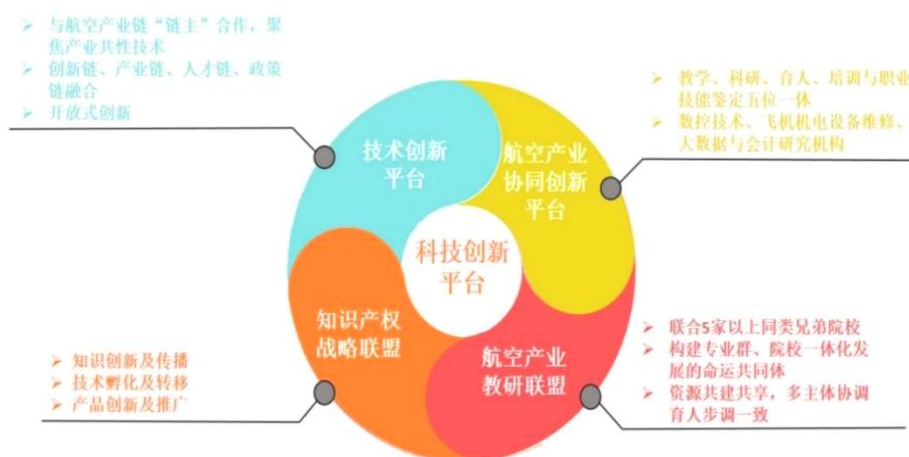 与航空产业链“链主”合作，聚
焦产业共性技术
创新链、产业链、人才链、政策
链融合
开放式创新
教学、科研、育人、培训与职业
技能鉴定五位一体
数控技术、飞机机电设备维修、
大数据与会计研究机构
技术创新
平台
航空产业
协同创新
平台
科技创新
平台
知识产权
战略联盟
航空产业
教研联盟
知识创新及传播
技术孵化及转移
产品创新及推广
联合5家以上同类兄弟院校
构建专业群、院校一体化发
展的命运共同体
资源共建共享，多主体协调
育人步调一致